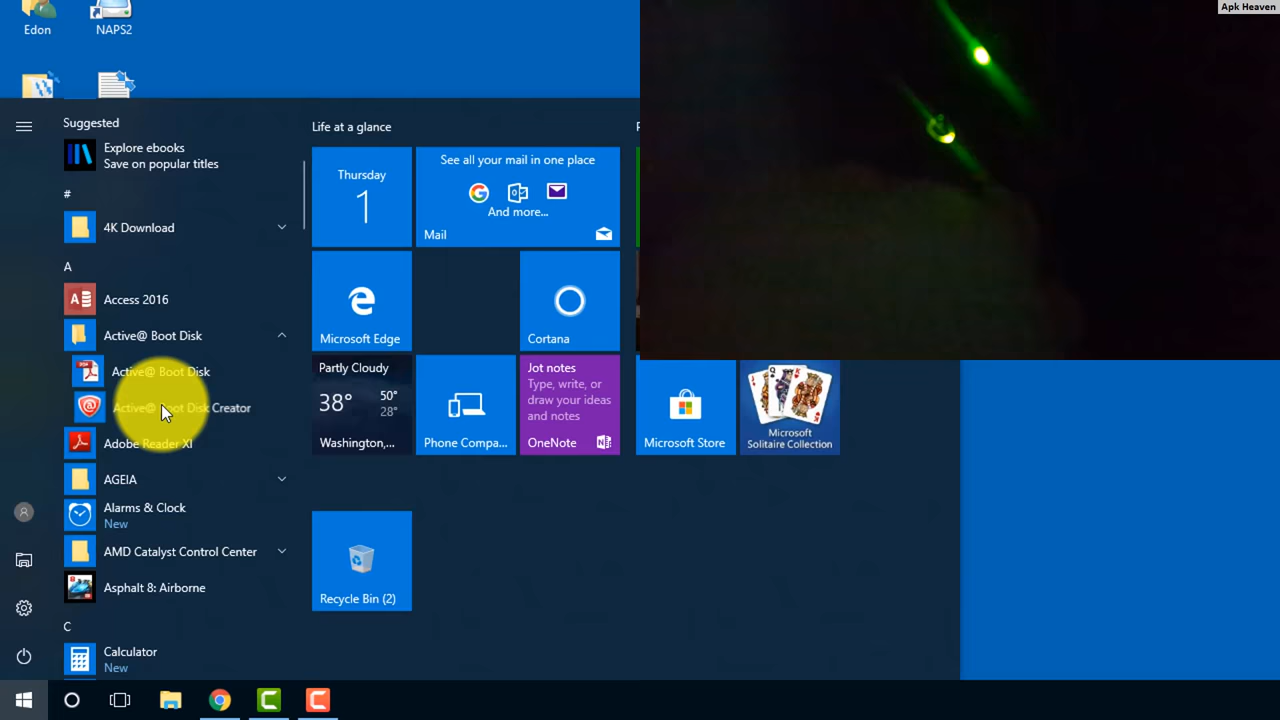 Apk Heaven
Edon
NAPS2
Suggested
Explore ebooks
Save on popular titles
#
4K Download
A
Access 2016
Active@ Boot Disk
Active@ Boot Disk
Active@ Boot Disk Creator
Adobe Reader XI
AGEIA
Alarms & Clock
New
AMD Catalyst Control Center
Asphalt 8: Airborne
C
Calculator
New
Life at a glance
Thursday
1
See all your mail in one place
And more...
Mail
Microsoft Edge
Cortana
Partly Cloudy
38° 50°
28°
Washington,...
Phone Compa...
Jot notes
Type, write, or
draw your ideas
and notes
OneNote
Microsoft Store
Microsoft
Solitaire Collection
Recycle Bin (2)